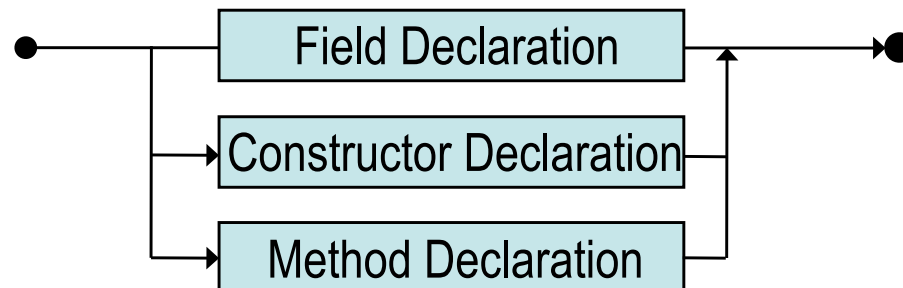 Field Declaration
Constructor Declaration
Method Declaration